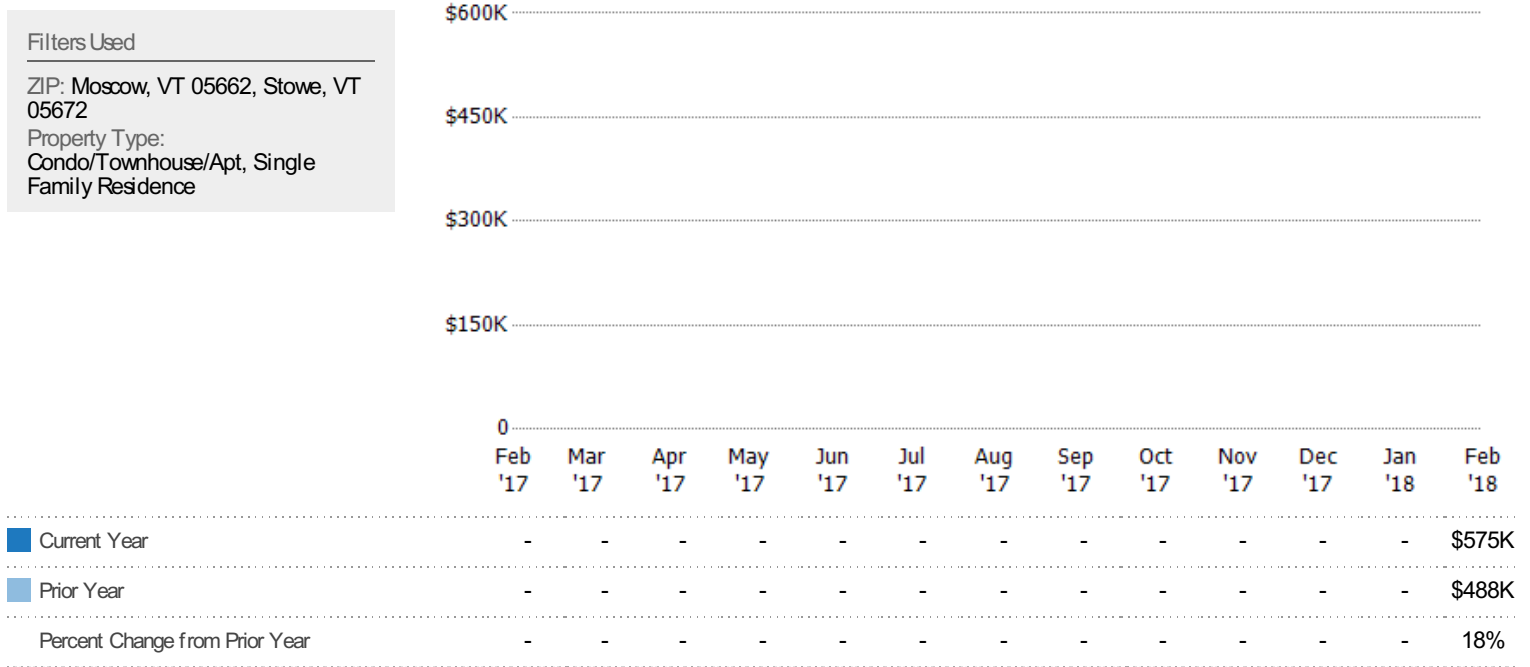 Filters Used
ZIP: Moscow, VT 05662, Stowe, VT
05672
Property Type:
Condo/Townhouse/Apt, Single
Family Residence
$600K
$450K
$300K
$150K
0
Feb Mar Apr May Jun Jul Aug Sep Oct Nov Dec Jan Feb
'17 '17 '17 '17 '17 '17 '17 '17 '17 '17 '17 '18 '18
Current Year - - - - - - - - - - - - $575K
Prior Year - - - - - - - - - - - - $488K
Percent Change from Prior Year - - - - - - - - - - - - 18%